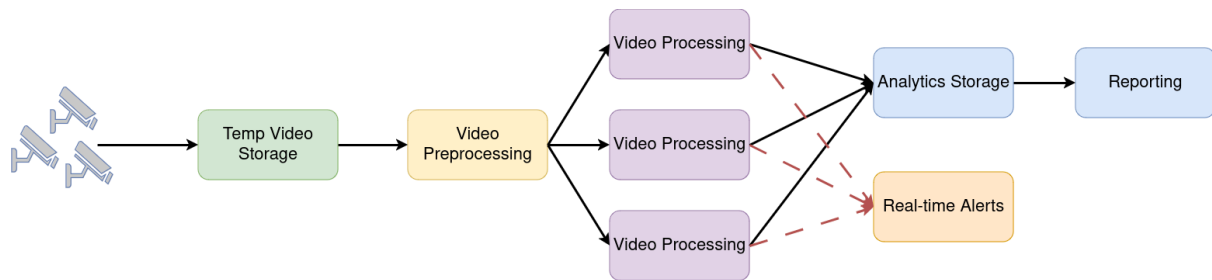 Video Processing
Analytics Storage
Reporting
Temp Video
Storage
Video
Preprocessing
Video Processing
Real-time Alerts
Video Processing